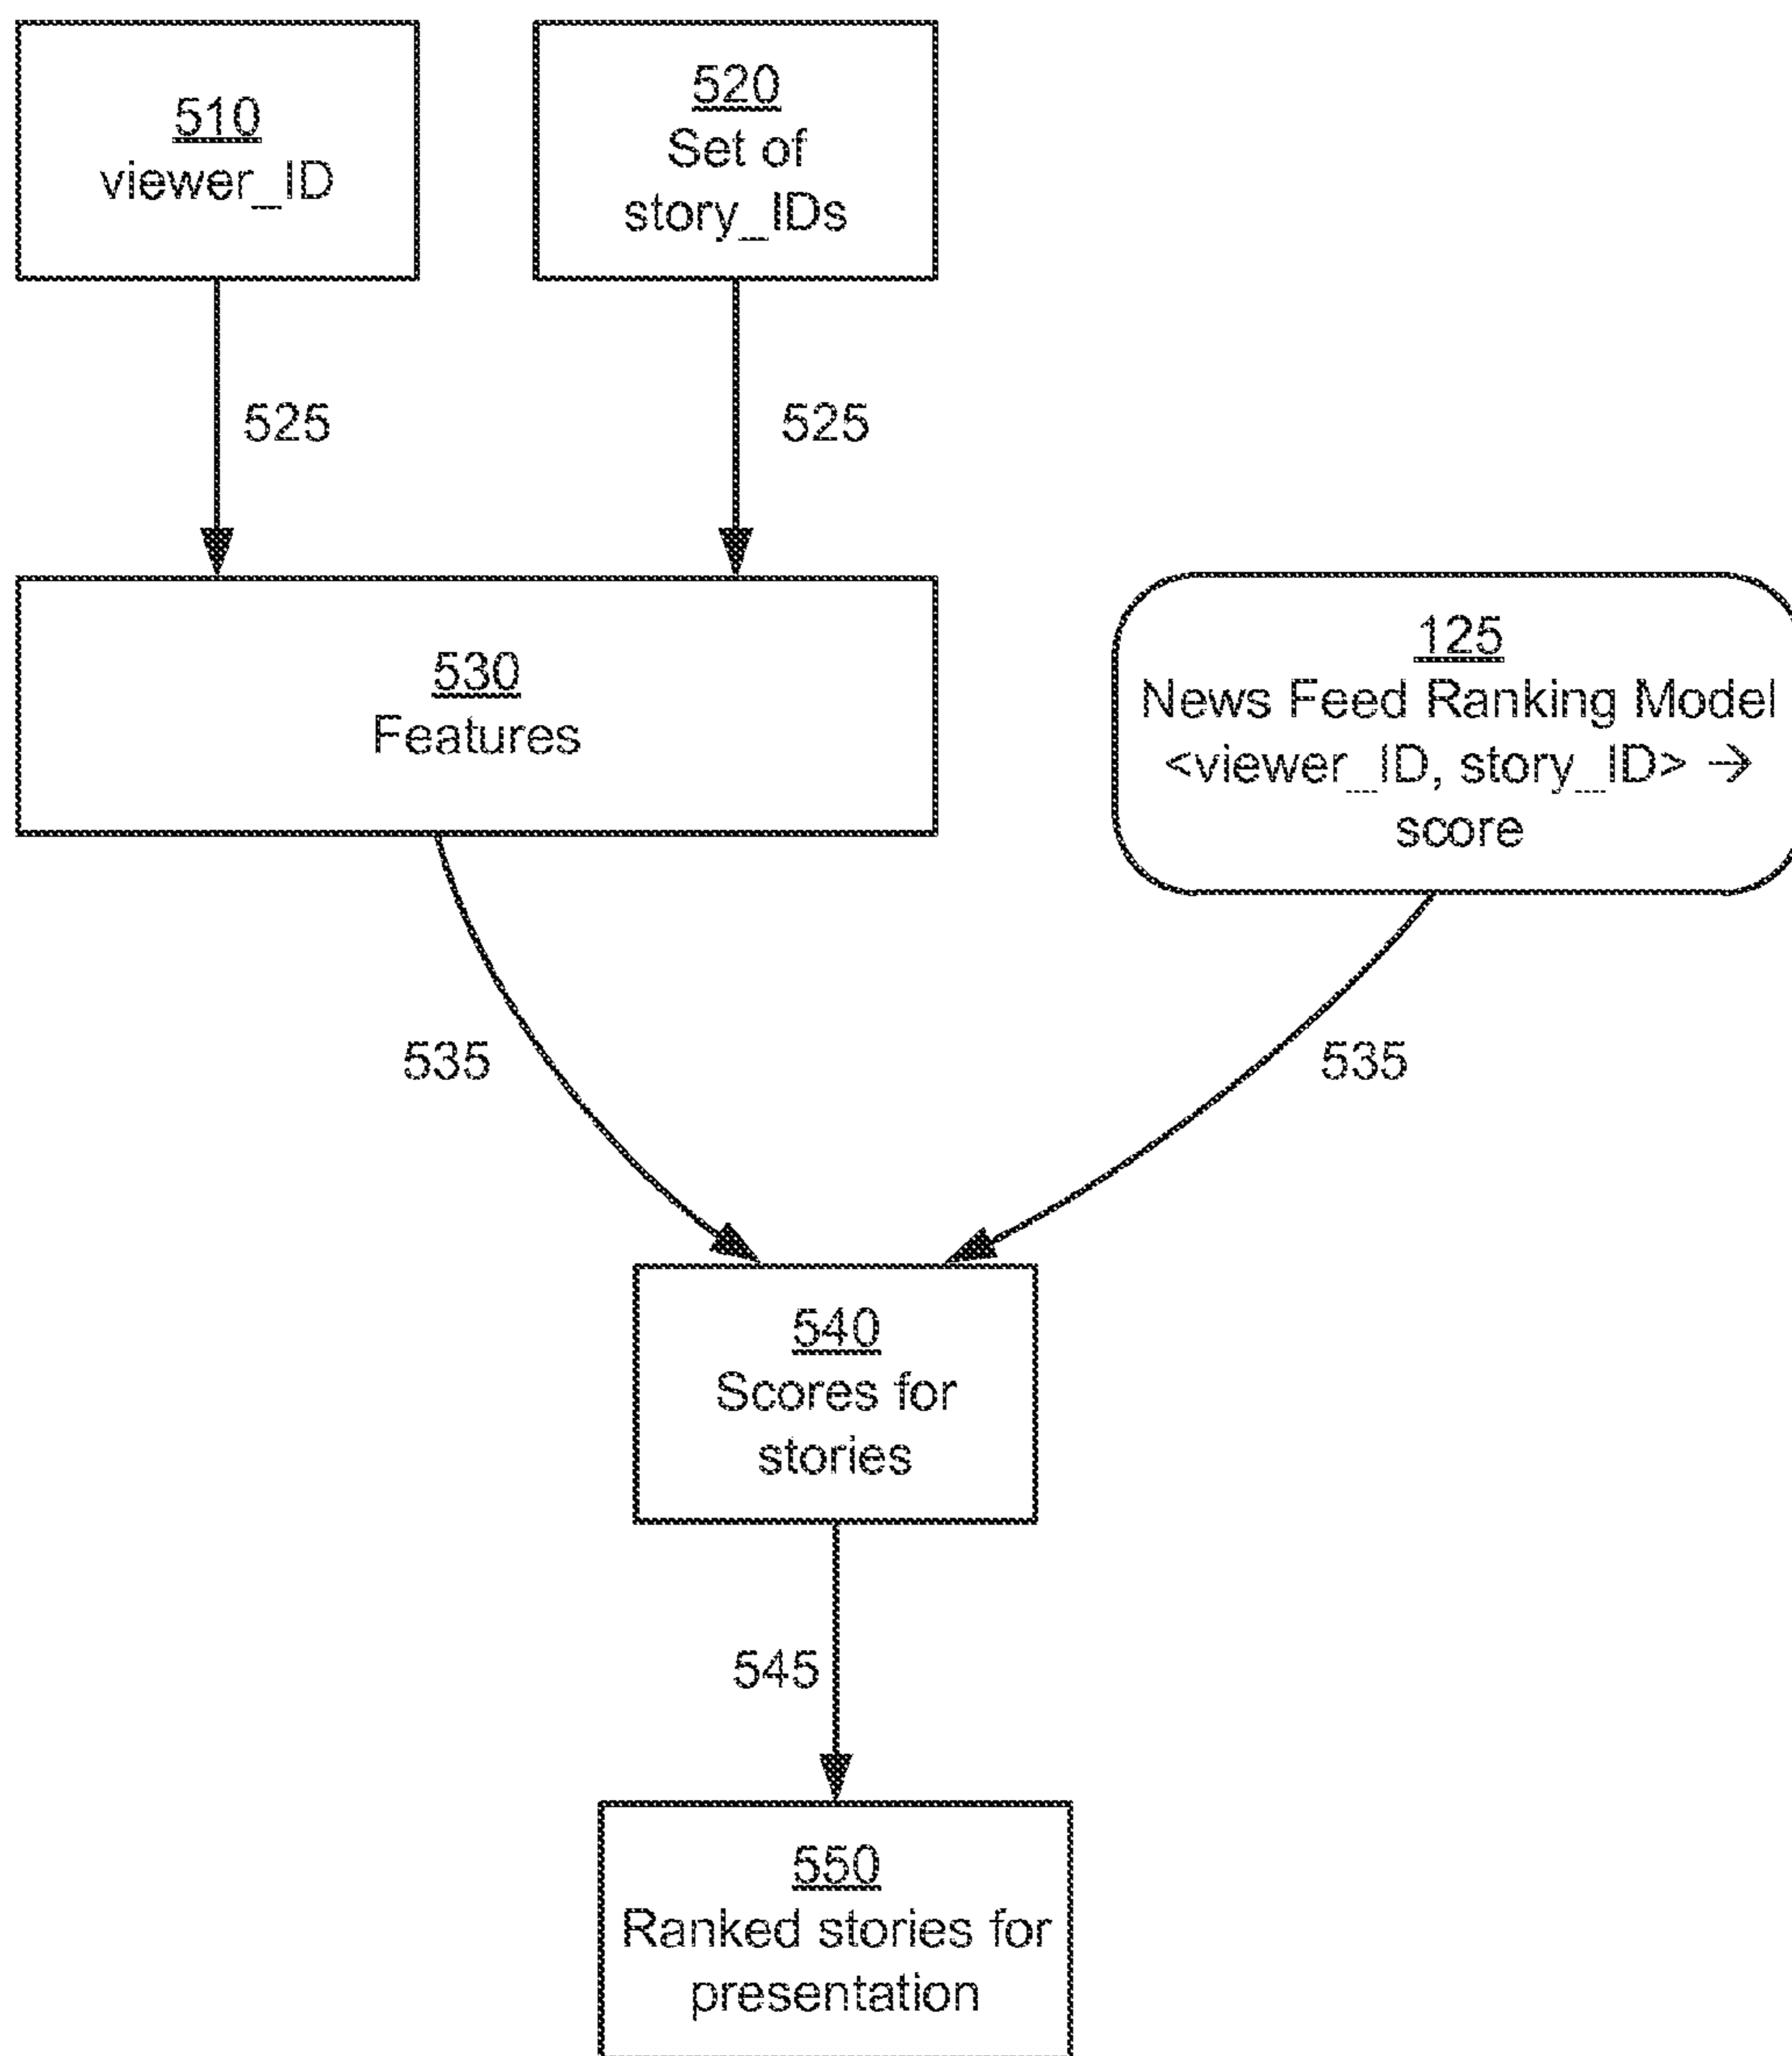 510
viewer_ID
520
Set of
story_IDs
525
525
530
Features
125
News Feed Ranking Model
<viewer_ID, story_ID> →
score
535
535
540
Scores for
stories
545
550
Ranked stories for
presentation